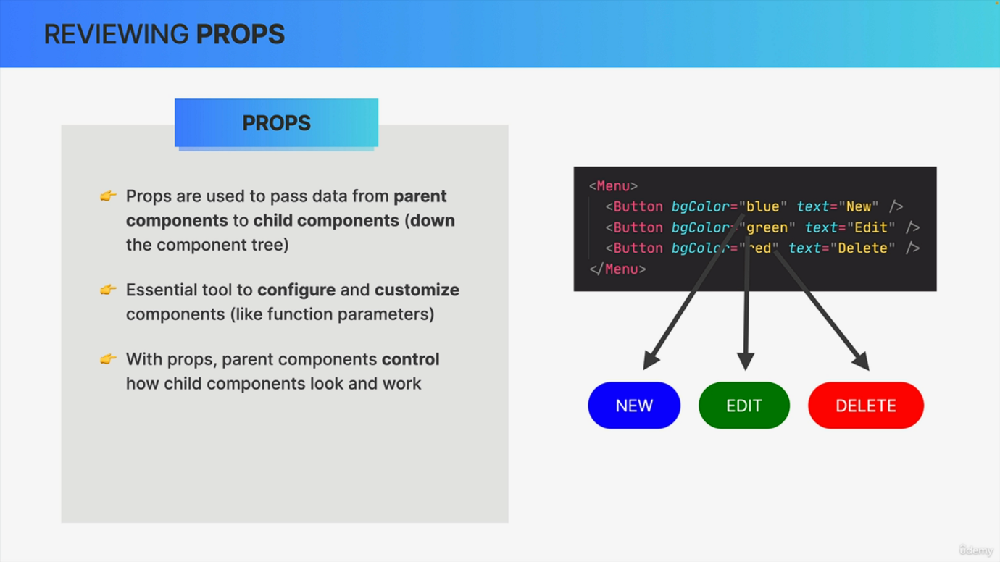 REVIEWING PROPS
PROPS
👉 Props are used to pass data from parent
components to child components (down
the component tree)
👉 Essential tool to configure and customize
components (like function parameters)
👉 With props, parent components control
how child components look and work
<Menu>
<Button bgColor="blue" text="New" />
<Button bgColor="green" text="Edit" />
<Button bgColor="red" text="Delete" />
</Menu>
NEW
EDIT
DELETE
ûdemy